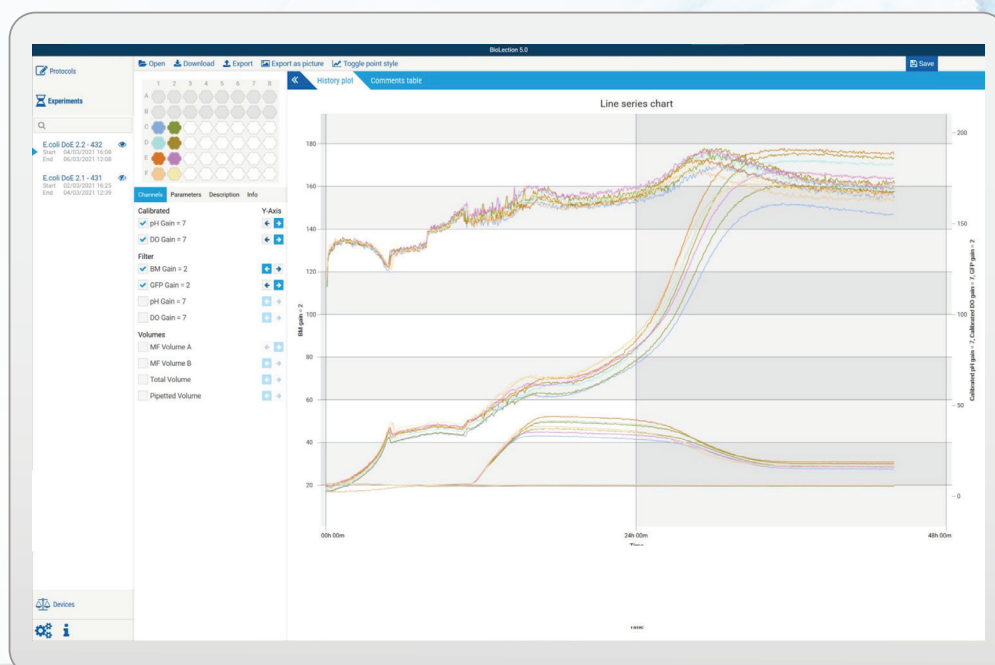 BioLection 5.0
Protocols
Experiments
E.coli DoE 2.2 - 432
Start 04/03/2021 16:08
End 06/03/2021 12:08
E.coli DoE 2.1 - 431
Start 02/03/2021 16:25
End 04/03/2021 12:39
Devices
Open Download Export Export as picture Toggle point style
Save
1 2 3 4 5 6 7 8
A
B
C
D
E
F
Channels Parameters Description Info
Calibrated Y-Axis
pH Gain = 7
DO Gain = 7
Filter
BM Gain = 2
GFP Gain = 2
pH Gain = 7
DO Gain = 7
Volumes
MF Volume A
MF Volume B
Total Volume
Pipetted Volume
History plot Comments table
Line series chart
BM gain = 2
180
160
140
120
100
80
60
40
20
200
150
100
50
0
Calibrated pH gain = 7, Calibrated DO gain = 7, GFP gain = 2
00h 00m 24h 00m 48h 00m
Time